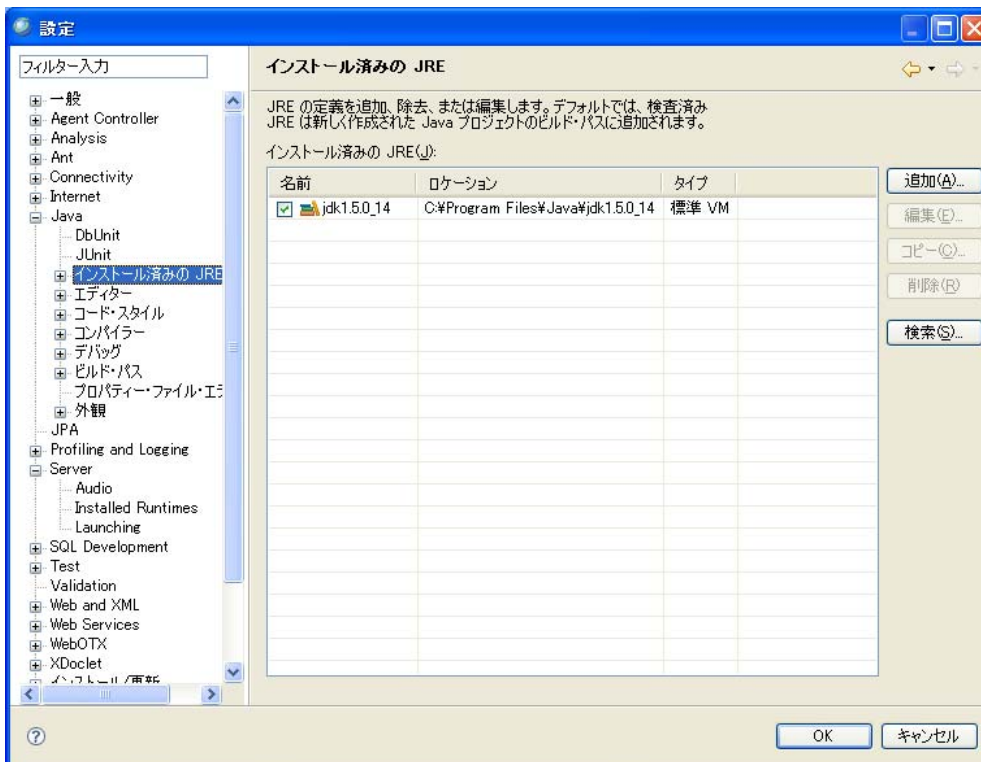 設定
フィルター入力
一般
Agent Controller
Analysis
Ant
Connectivity
Internet
Java
DbUnit
JUnit
インストール済みの JRE
エディター
コード・スタイル
コンパイラー
デバッグ
ビルド・パス
プロパティー・ファイル・エ
外観
JPA
Profiling and Logging
Server
Audio
Installed Runtimes
Launching
SQL Development
Test
Validation
Web and XML
Web Services
WebOTX
XDoclet
インストール/更新
インストール済みの JRE
JRE の定義を追加、除去、または編集します。デフォルトでは、検査済み
JRE は新しく作成された Java プロジェクトのビルド・パスに追加されます。
インストール済みの JRE(J):
名前 ロケーション タイプ
jdk1.5.0_14 C:¥Program Files¥Java¥jdk1.5.0_14 標準 VM
追加(A)...
編集(E)...
コピー(C)...
削除(R)
検索(S)...
OK キャンセル